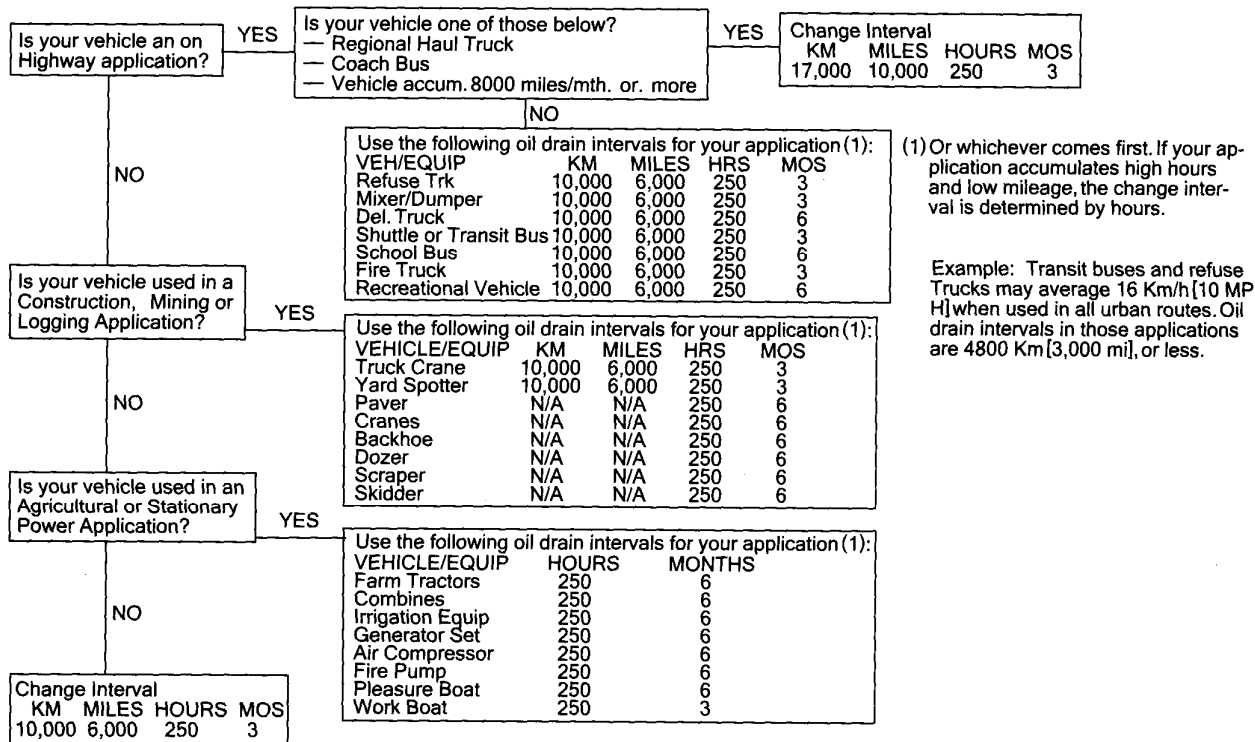 Is your vehicle an on
Highway application?
YES
Is your vehicle one of those below?
— Regional Haul Truck
— Coach Bus
— Vehicle accum. 8000 miles/mth. or. more
YES
Change Interval
KM MILES HOURS MOS
17,000 10,000 250 3
NO
Use the following oil drain intervals for your application (1):
VEH/EQUIP KM MILES HRS MOS
Refuse Trk 10,000 6,000 250 3
Mixer/Dumper 10,000 6,000 250 3
Del. Truck 10,000 6,000 250 6
Shuttle or Transit Bus 10,000 6,000 250 3
School Bus 10,000 6,000 250 6
Fire Truck 10,000 6,000 250 3
Recreational Vehicle 10,000 6,000 250 6
(1) Or whichever comes first. If your ap-
plication accumulates high hours
and low mileage, the change inter-
val is determined by hours.
Example: Transit buses and refuse
Trucks may average 16 Km/h [10 MP
H] when used in all urban routes. Oil
drain intervals in those applications
are 4800 Km [3,000 mi], or less.
NO
Is your vehicle used in a
Construction, Mining or
Logging Application?
YES
Use the following oil drain intervals for your application (1):
VEHICLE/EQUIP KM MILES HRS MOS
Truck Crane 10,000 6,000 250 3
Yard Spotter 10,000 6,000 250 3
Paver N/A N/A 250 6
Cranes N/A N/A 250 6
Backhoe N/A N/A 250 6
Dozer N/A N/A 250 6
Scraper N/A N/A 250 6
Skidder N/A N/A 250 6
NO
Is your vehicle used in an
Agricultural or Stationary
Power Application?
YES
Use the following oil drain intervals for your application (1):
VEHICLE/EQUIP HOURS MONTHS
Farm Tractors 250 6
Combines 250 6
Irrigation Equip 250 6
Generator Set 250 6
Air Compressor 250 6
Fire Pump 250 6
Pleasure Boat 250 6
Work Boat 250 3
NO
Change Interval
KM MILES HOURS MOS
10,000 6,000 250 3